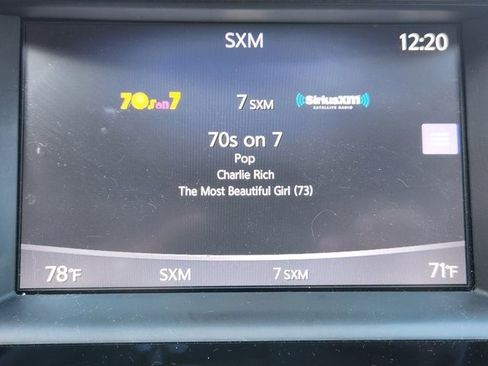 SXM 12:20
70s on 7 7 SXM ((SiriusXM))
SATELLITE RADIO
70s on 7
Pop
Charlie Rich
The Most Beautiful Girl (73)
78°F SXM 7 SXM 71°F